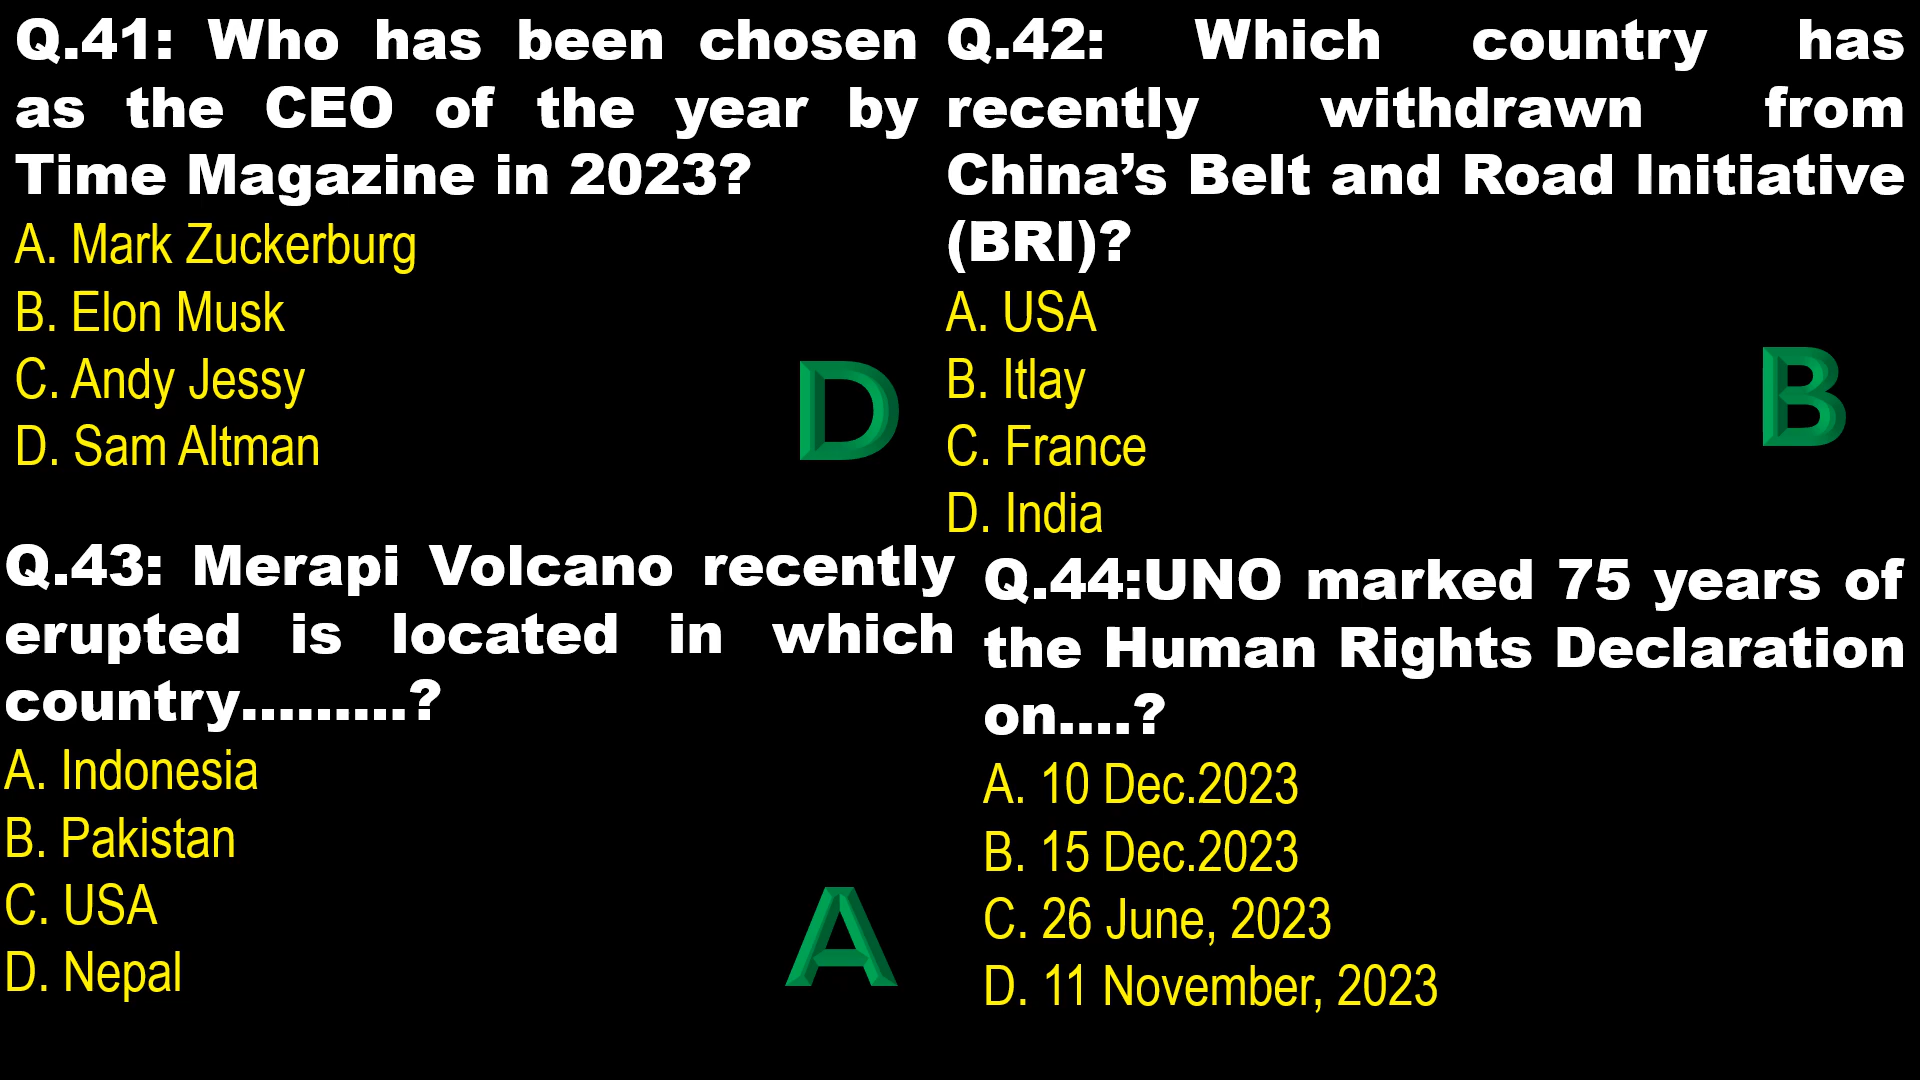 Q.41: Who has been chosen
as the CEO of the year by
Time Magazine in 2023?
A. Mark Zuckerburg
B. Elon Musk
C. Andy Jessy
D. Sam Altman
D
Q.42: Which country has
recently withdrawn from
China’s Belt and Road Initiative
(BRI)?
A. USA
B. Itlay
C. France
D. India
B
Q.43: Merapi Volcano recently
erupted is located in which
country.........?
A. Indonesia
B. Pakistan
C. USA
D. Nepal
A
Q.44:UNO marked 75 years of
the Human Rights Declaration
on....?
A. 10 Dec.2023
B. 15 Dec.2023
C. 26 June, 2023
D. 11 November, 2023